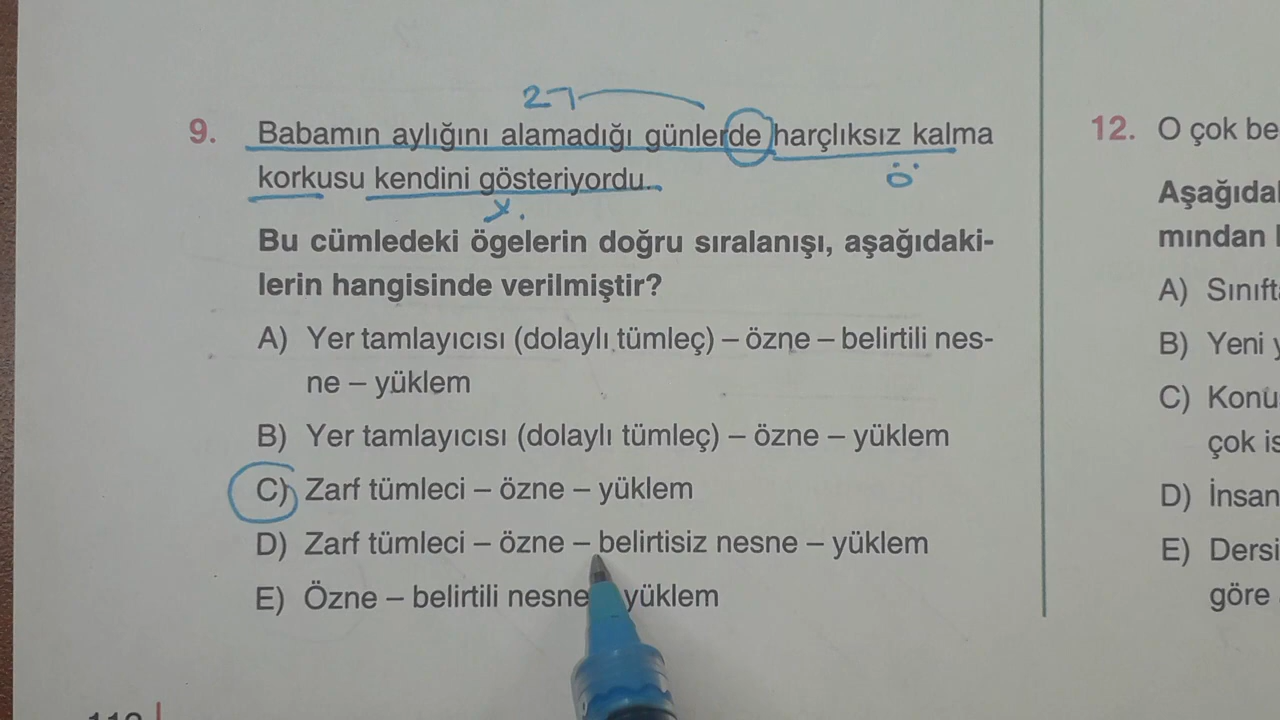 9. Babamın aylığını alamadığı günlerde harçlıksız kalma
korkusu kendini gösteriyordu.
ö
y.
Bu cümledeki ögelerin doğru sıralanışı, aşağıdaki-
lerin hangisinde verilmiştir?
A) Yer tamlayıcısı (dolaylı tümleç) – özne – belirtili nes-
ne – yüklem
B) Yer tamlayıcısı (dolaylı tümleç) – özne – yüklem
C) Zarf tümleci – özne – yüklem
D) Zarf tümleci – özne – belirtisiz nesne – yüklem
E) Özne – belirtili nesne yüklem
12. O çok be
Aşağıda
mından
A) Sınıft
B) Yeni
C) Konu
çok is
D) İnsan
E) Dersi
göre